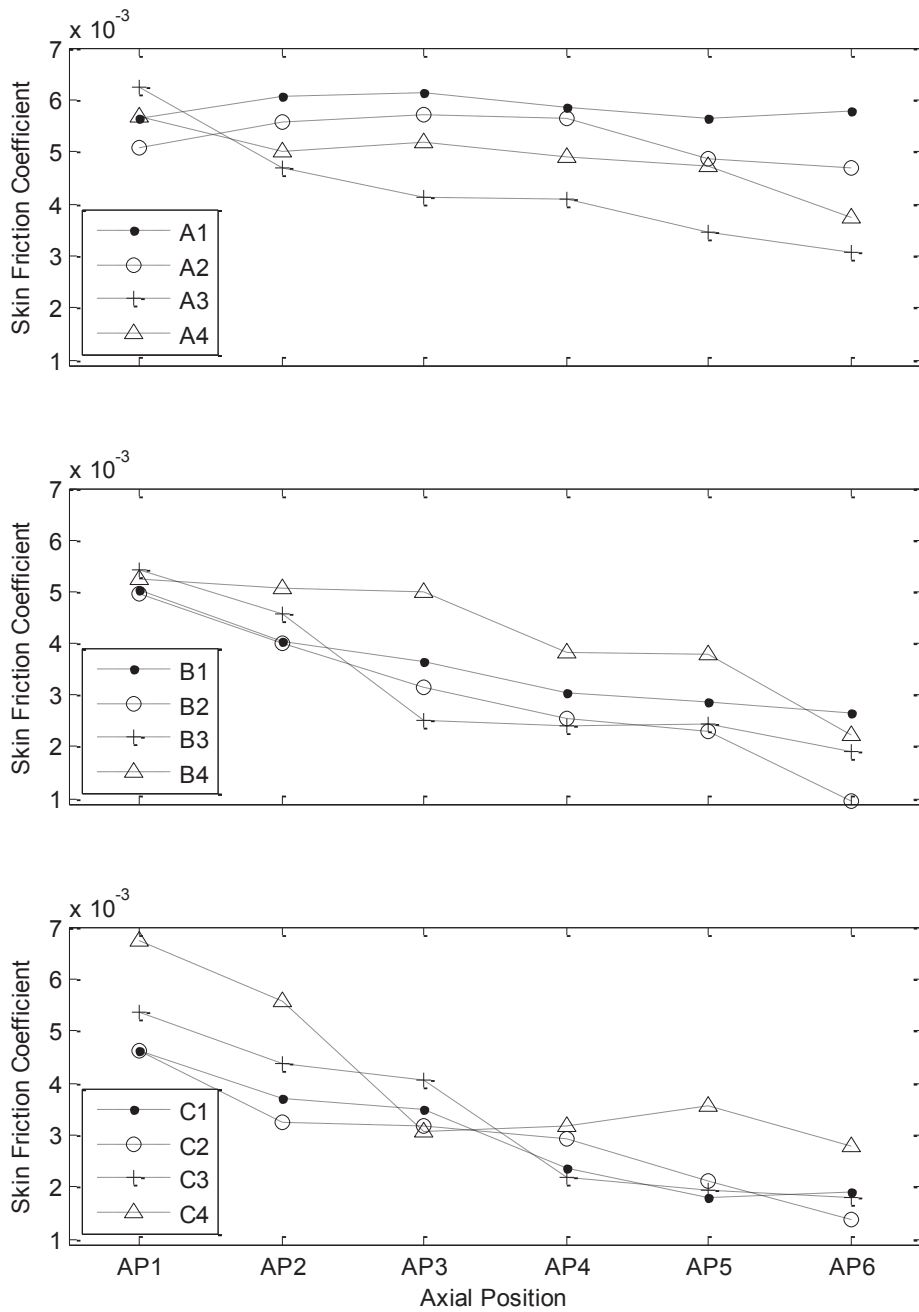 x 10-3
7
6
5
4
3
2
1
Skin Friction Coefficient
A1
A2
A3
A4
x 10-3
7
6
5
4
3
2
1
Skin Friction Coefficient
B1
B2
B3
B4
x 10-3
7
6
5
4
3
2
1
Skin Friction Coefficient
C1
C2
C3
C4
AP1 AP2 AP3 AP4 AP5 AP6
Axial Position